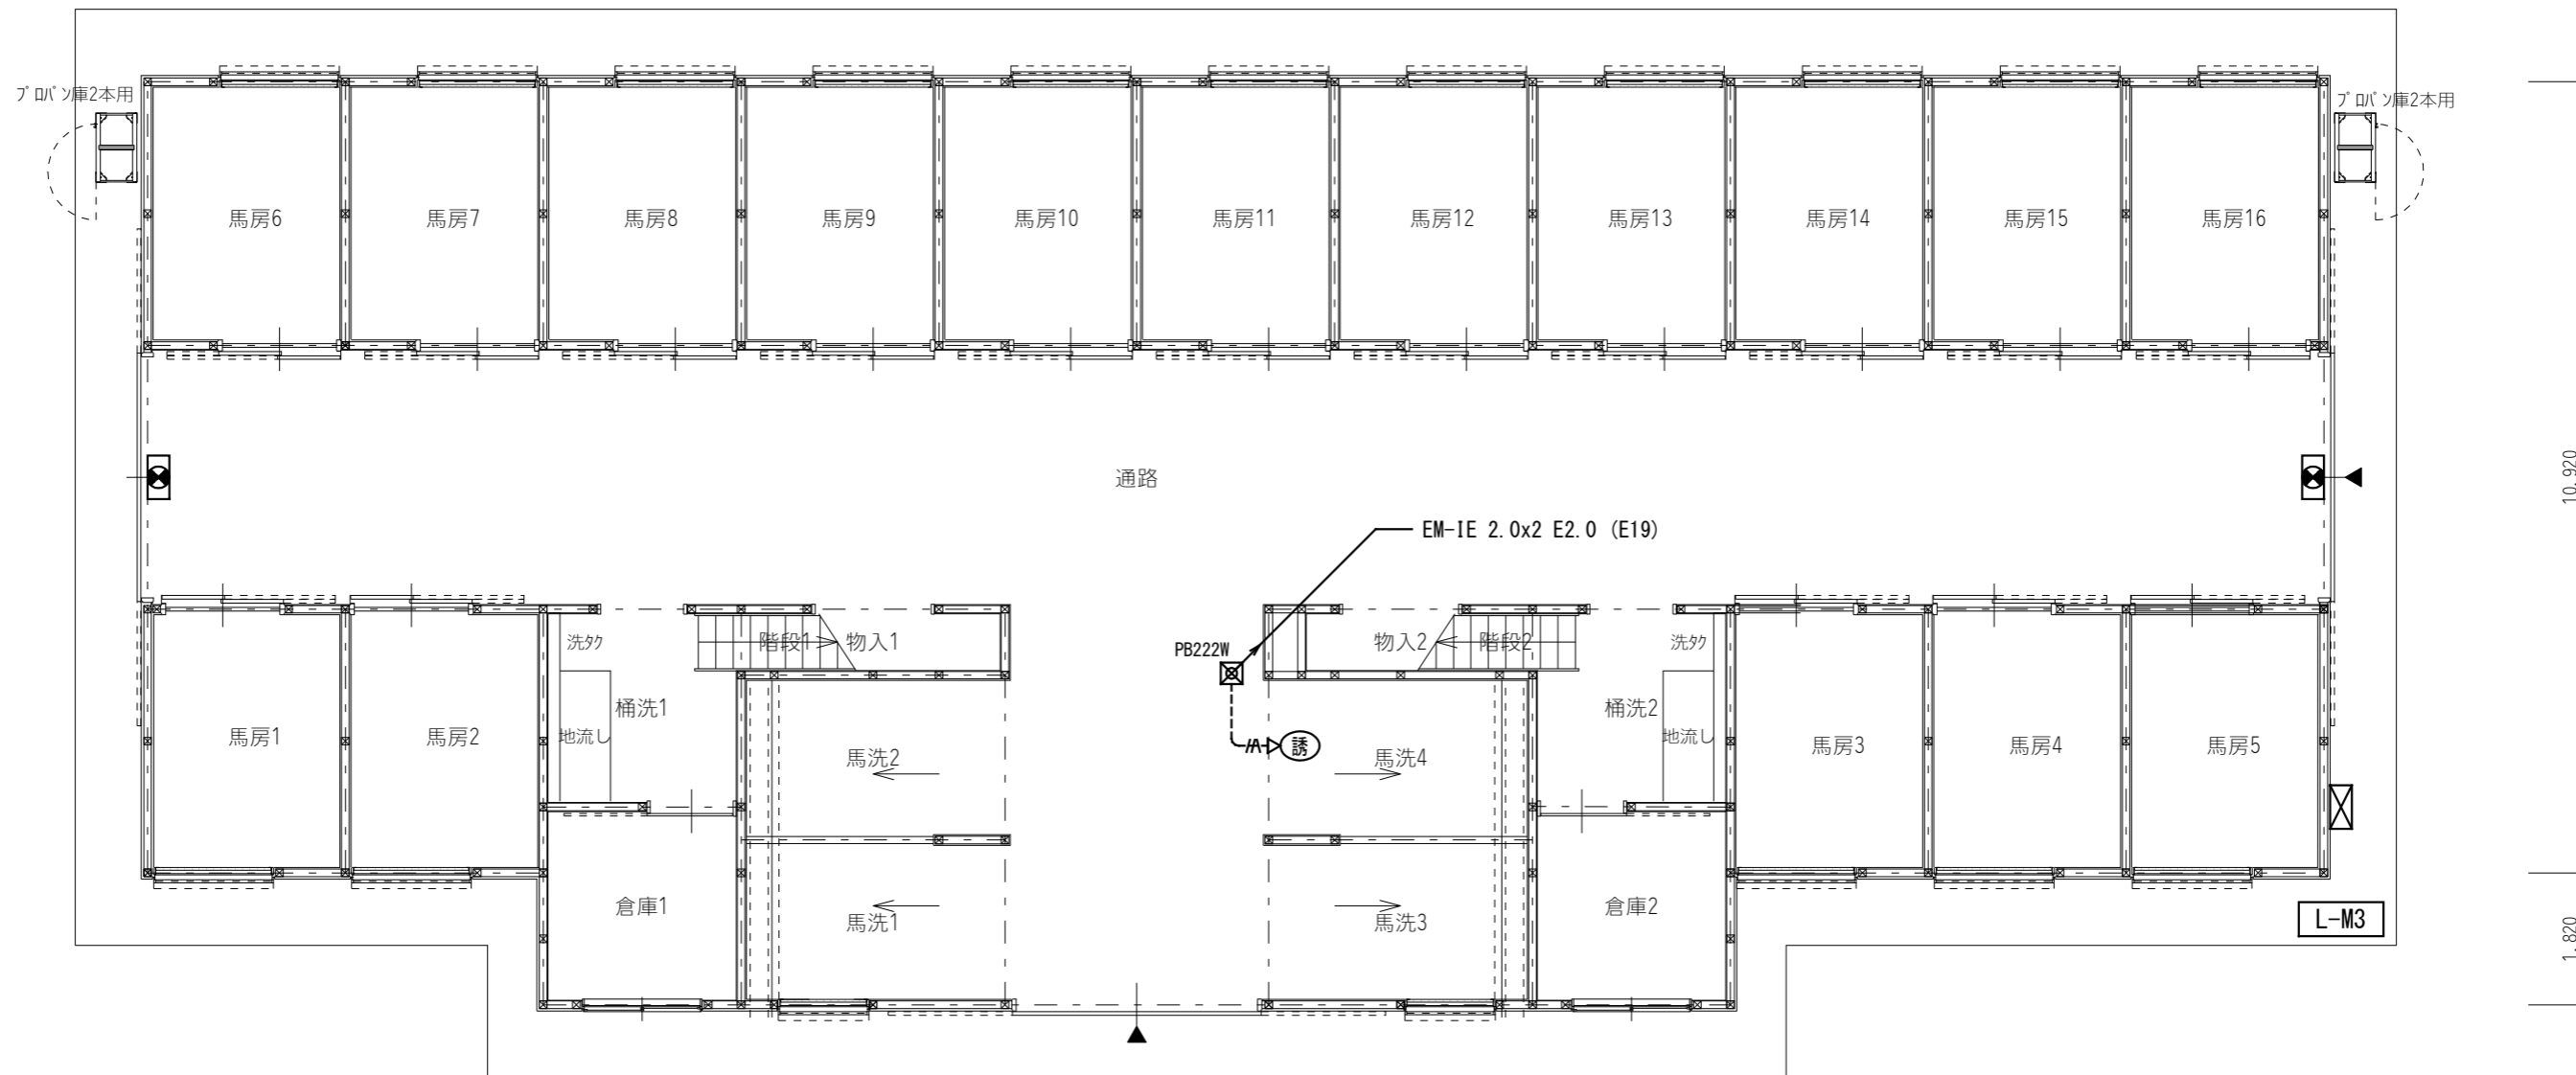 プロパン庫2本用
プロパン庫2本用
馬房6
馬房7
馬房8
馬房9
馬房10
馬房11
馬房12
馬房13
馬房14
馬房15
馬房16
通路
10,920
EM-IE 2.0x2 E2.0 (E19)
洗タク
階段1
物入1
PB222W
物入2
階段2
洗タク
馬房1
馬房2
地流し
桶洗1
馬洗2
誘
馬洗4
桶洗2
地流し
馬房3
馬房4
馬房5
倉庫1
馬洗1
馬洗3
倉庫2
L-M3
1,820